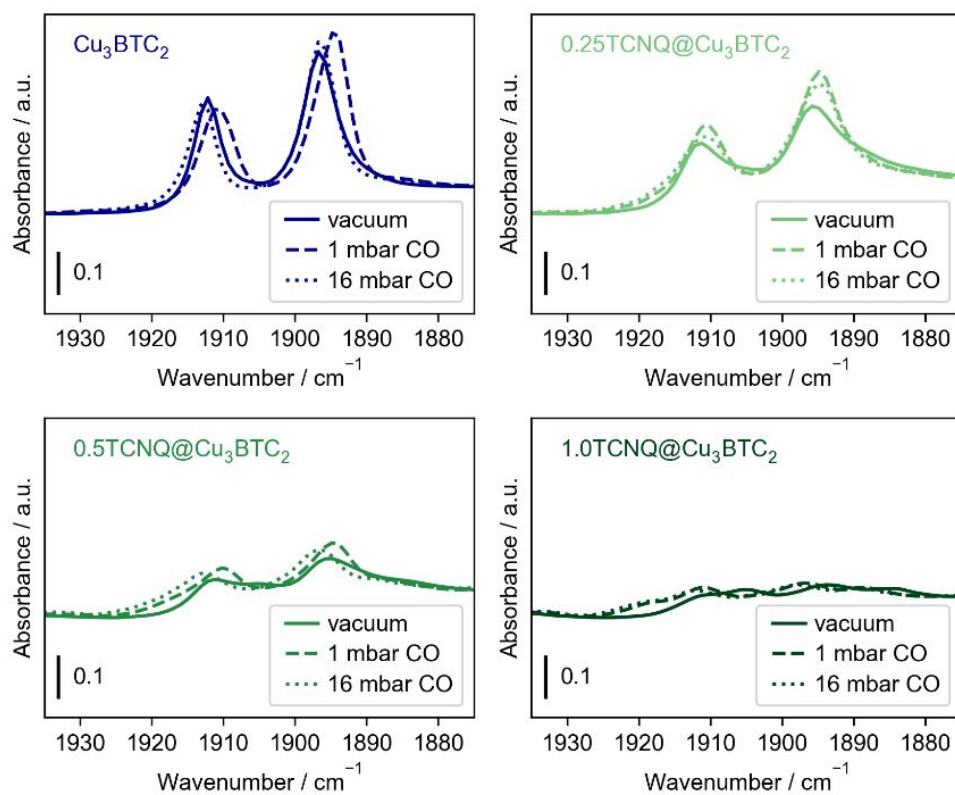 Cu₃BTC₂
Absorbance / a.u.
0.1
vacuum
1 mbar CO
16 mbar CO
1930 1920 1910 1900 1890 1880
Wavenumber / cm⁻¹
0.25TCNQ@Cu₃BTC₂
Absorbance / a.u.
0.1
vacuum
1 mbar CO
16 mbar CO
1930 1920 1910 1900 1890 1880
Wavenumber / cm⁻¹
0.5TCNQ@Cu₃BTC₂
Absorbance / a.u.
0.1
vacuum
1 mbar CO
16 mbar CO
1930 1920 1910 1900 1890 1880
Wavenumber / cm⁻¹
1.0TCNQ@Cu₃BTC₂
Absorbance / a.u.
0.1
vacuum
1 mbar CO
16 mbar CO
1930 1920 1910 1900 1890 1880
Wavenumber / cm⁻¹